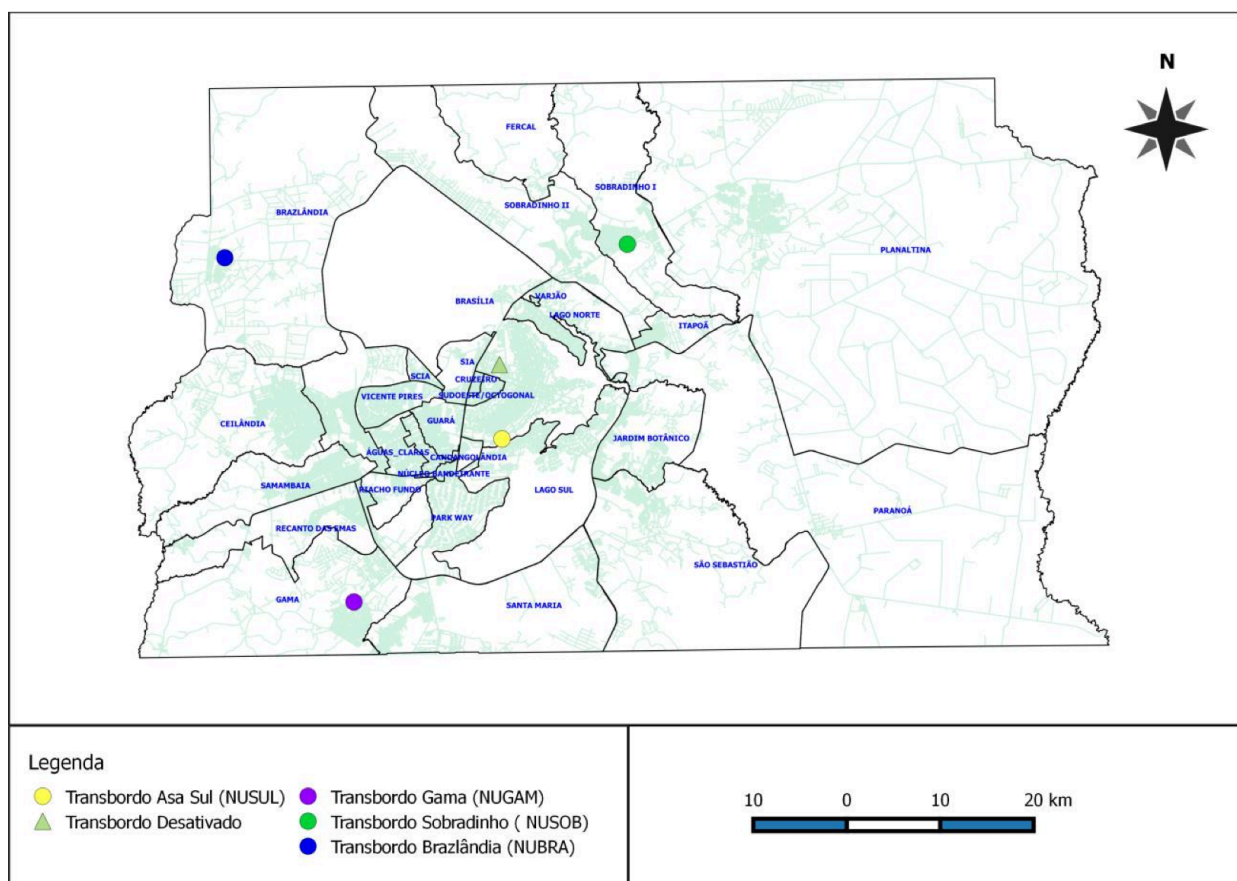 N
FERCAL
SOBRADINHO I
SOBRADINHO II
BRAZLÂNDIA
PLANALTINA
BRASÍLIA
VARJÃO
LAGO NORTE
ITAPOÃ
SIA
SCIA
CRUZEIRO
SUDOESTE/OCTOGONAL
VICENTE PIRES
GUARÁ
CEILÂNDIA
JARDIM BOTÂNICO
ÁGUAS_CLARAS
CANDANGOLÂNDIA
NÚCLEO BANDEIRANTE
SAMAMBAIA
RIACHO FUNDO
LAGO SUL
PARK WAY
PARANOÁ
RECANTO DAS EMAS
SÃO SEBASTIÃO
GAMA
SANTA MARIA
Legenda
Transbordo Asa Sul (NUSUL)
Transbordo Desativado
Transbordo Gama (NUGAM)
Transbordo Sobradinho ( NUSOB)
Transbordo Brazlândia (NUBRA)
10 0 10 20 km